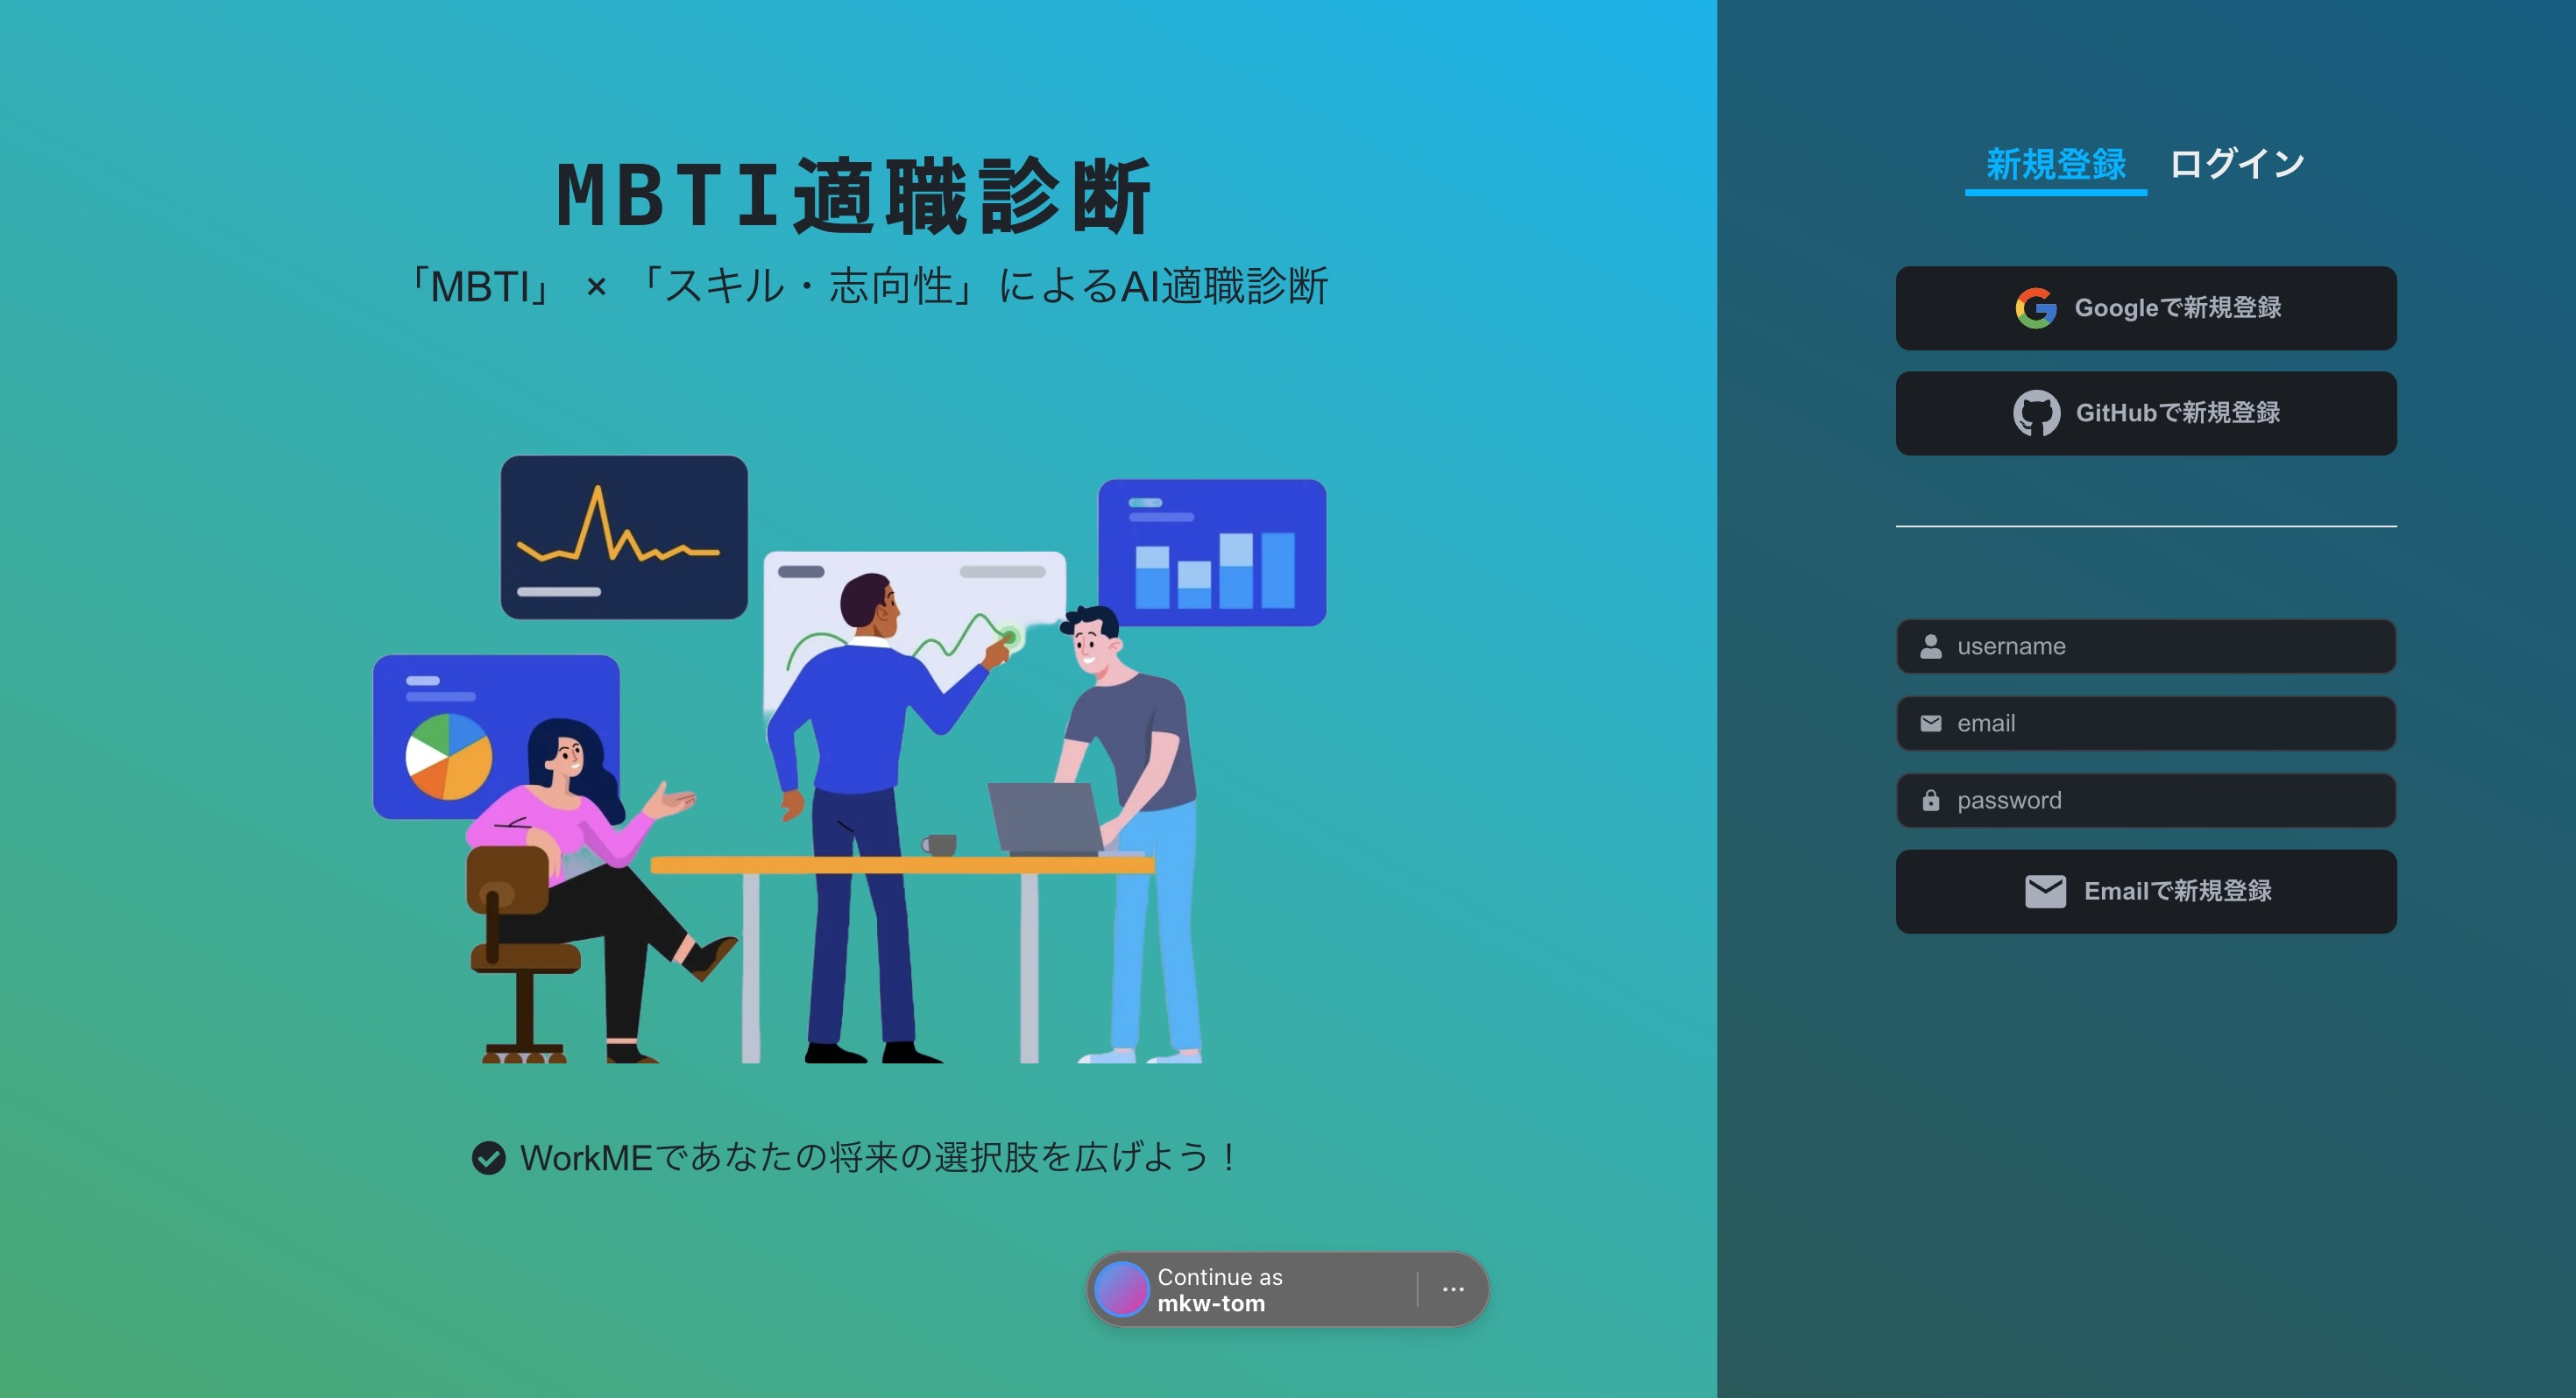 MBTI適職診断
「MBTI」 × 「スキル・志向性」によるAI適職診断
WorkMEであなたの将来の選択肢を広げよう！
Continue as
mkw-tom
新規登録 ログイン
Googleで新規登録
GitHubで新規登録
username
email
password
Emailで新規登録